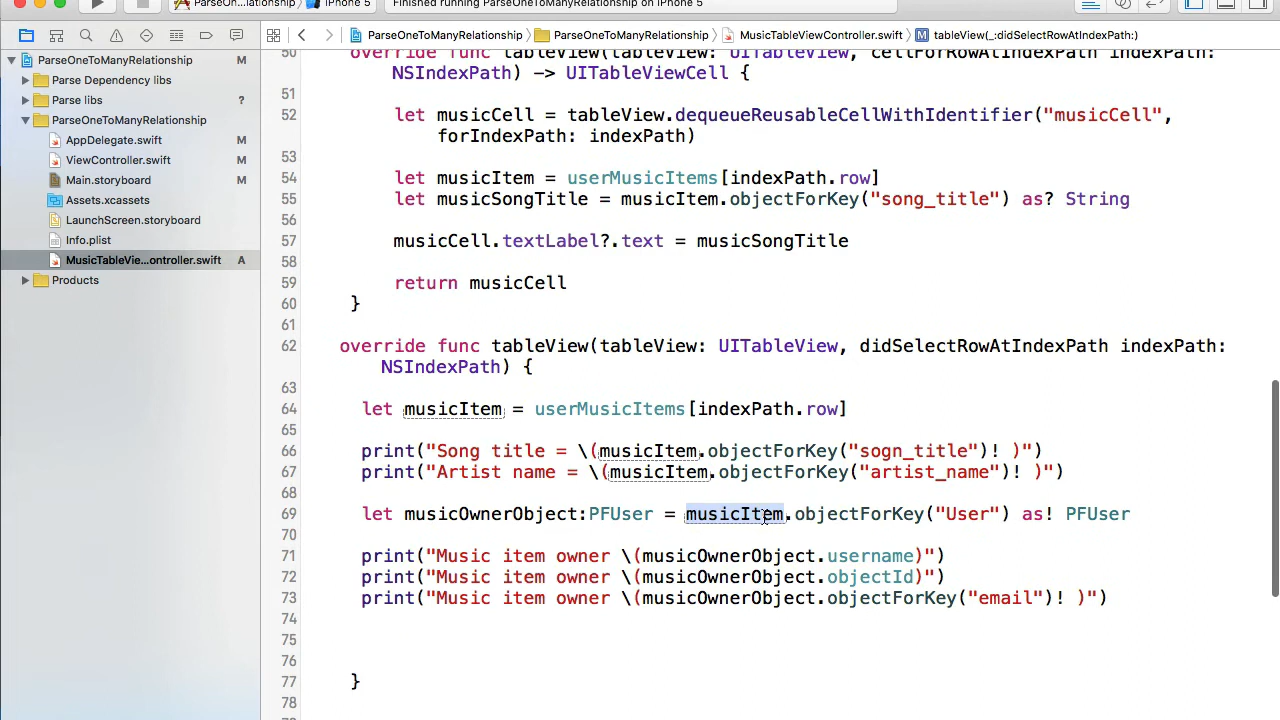 ParseOne...lationship
iPhone 5
Finished running ParseOneToManyRelationship on iPhone 5
ParseOneToManyRelationship
ParseOneToManyRelationship
MusicTableViewController.swift
tableView(_:didSelectRowAtIndexPath:)
ParseOneToManyRelationship M
Parse Dependency libs
Parse libs ?
ParseOneToManyRelationship
AppDelegate.swift M
ViewController.swift M
Main.storyboard M
Assets.xcassets
LaunchScreen.storyboard
Info.plist
MusicTableVie...ontroller.swift A
Products
50 override func tableView(tableView: UITableView, cellForRowAtIndexPath indexPath:
NSIndexPath) -> UITableViewCell {
51
52 let musicCell = tableView.dequeueReusableCellWithIdentifier("musicCell",
forIndexPath: indexPath)
53
54 let musicItem = userMusicItems[indexPath.row]
55 let musicSongTitle = musicItem.objectForKey("song_title") as? String
56
57 musicCell.textLabel?.text = musicSongTitle
58
59 return musicCell
60 }
61
62 override func tableView(tableView: UITableView, didSelectRowAtIndexPath indexPath:
NSIndexPath) {
63
64 let musicItem = userMusicItems[indexPath.row]
65
66 print("Song title = \(musicItem.objectForKey("sogn_title")! )")
67 print("Artist name = \(musicItem.objectForKey("artist_name")! )")
68
69 let musicOwnerObject:PFUser = musicItem.objectForKey("User") as! PFUser
70
71 print("Music item owner \(musicOwnerObject.username)")
72 print("Music item owner \(musicOwnerObject.objectId)")
73 print("Music item owner \(musicOwnerObject.objectForKey("email")! )")
74
75
76
77 }
78